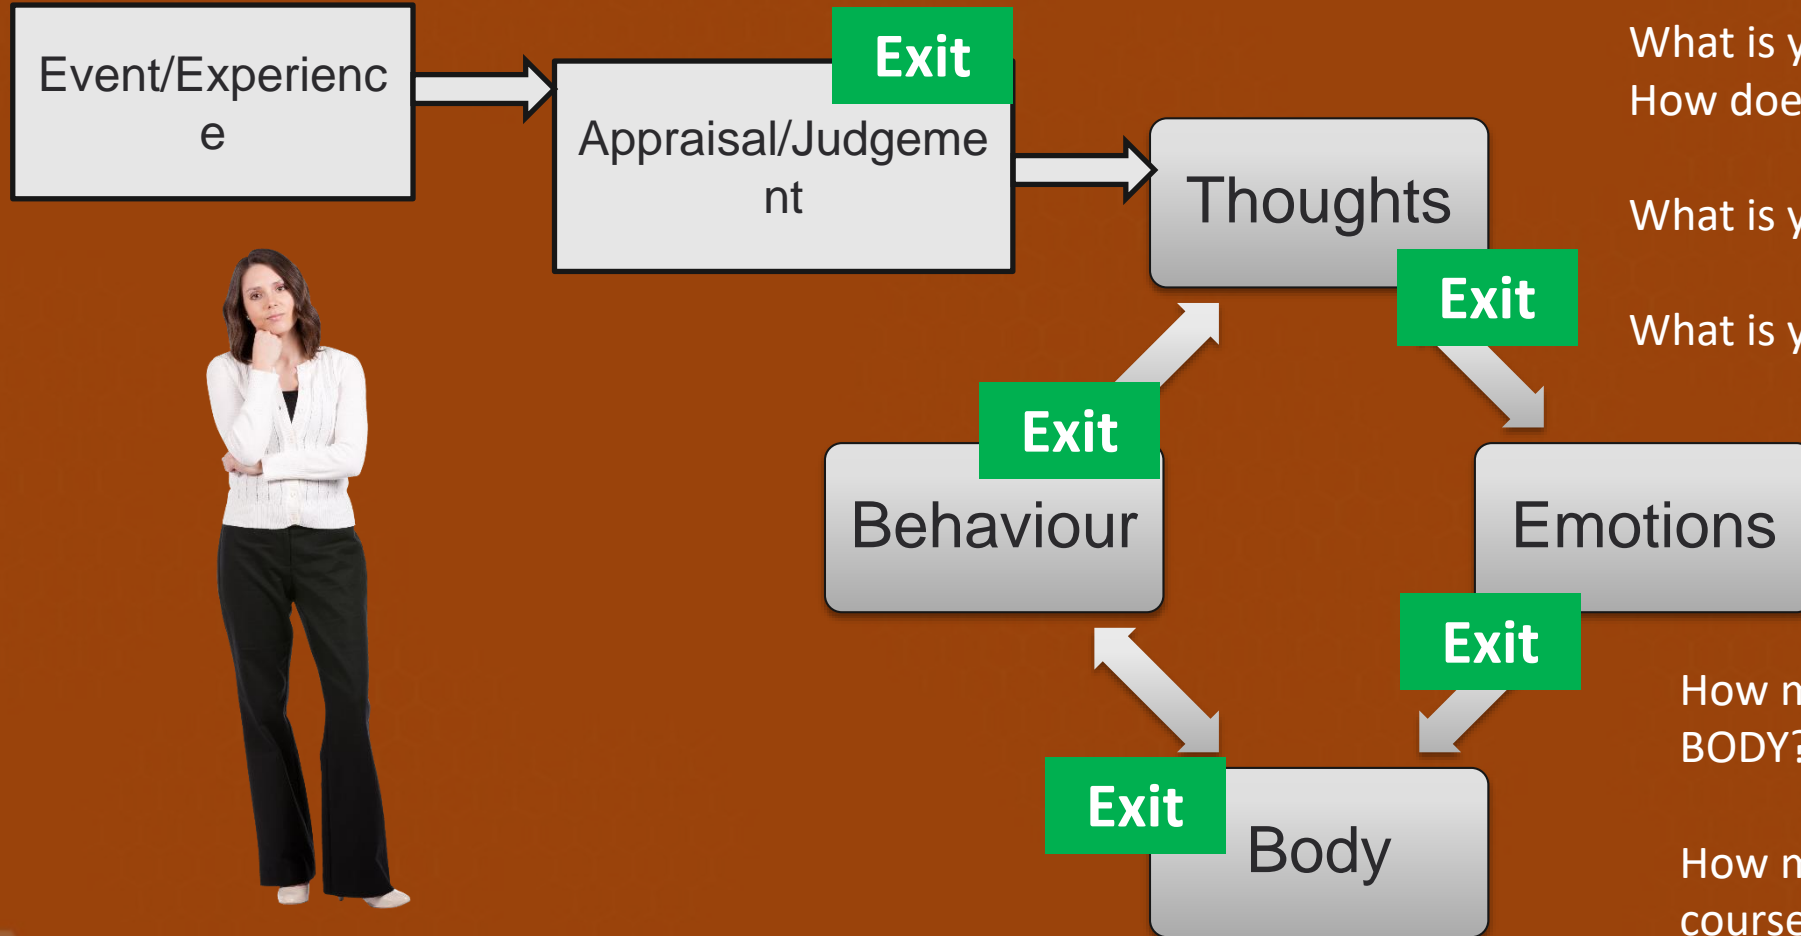 Event/Experienc
e
Exit
Appraisal/Judgeme
nt
Thoughts
Exit
Exit
Behaviour
Emotions
Exit
Exit
Body
What is
How doe
What is
What is
How
BODY?
How
course